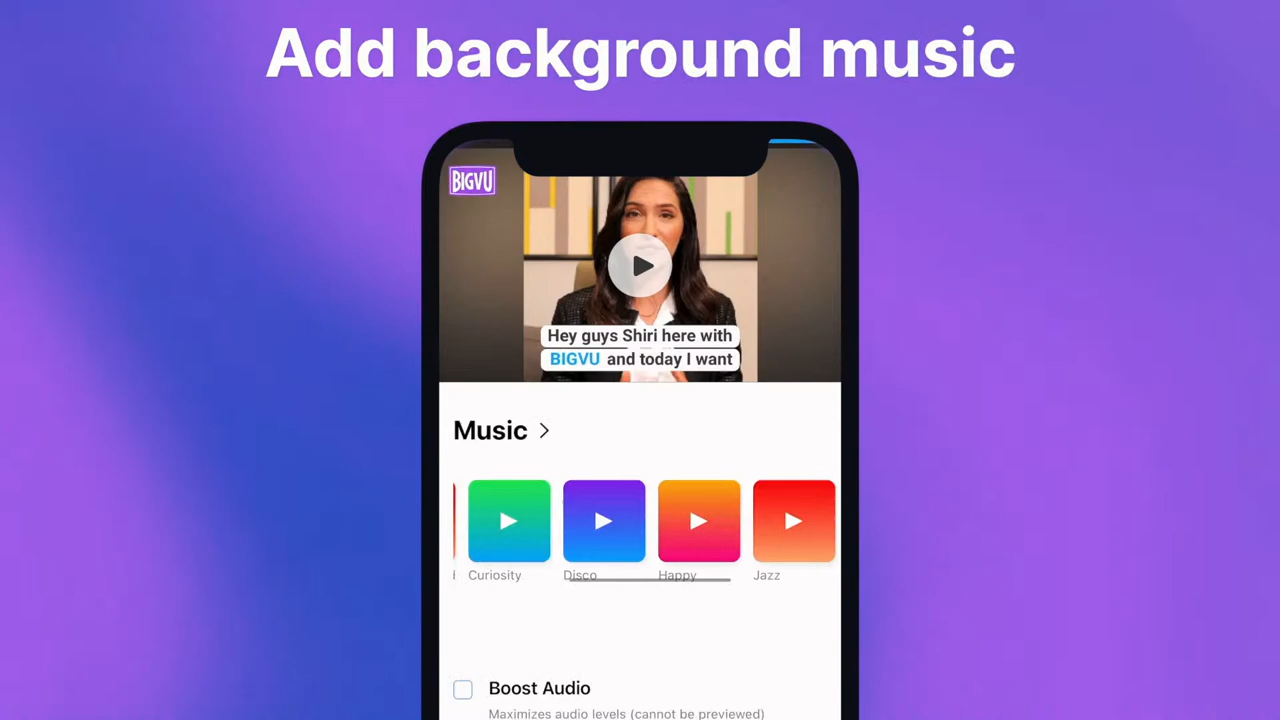 Add background music
BIGVU
Hey guys Shiri here with
BIGVU and today I want
Music
Curiosity
Disco
Happy
Jazz
Boost Audio
Maximizes audio levels (cannot be previewed)